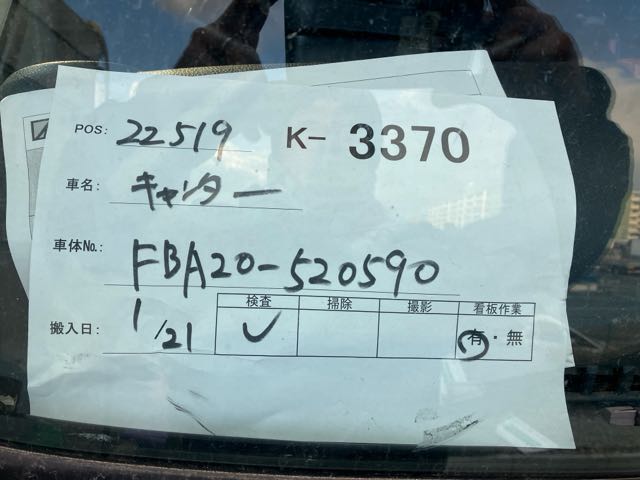 POS: 22519 K- 3370
車名: キャンター
車体No.: FBA20-520590
検査 掃除 撮影 看板作業
搬入日: 1/21 ✓ 有・無